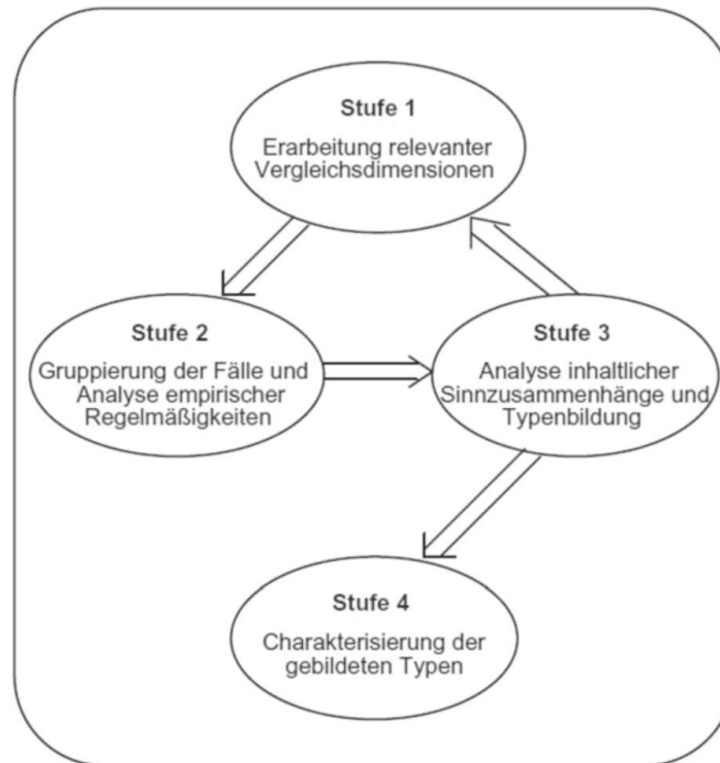 Stufe 1
Erarbeitung relevanter
Vergleichsdimensionen
Stufe 2
Gruppierung der Fälle und
Analyse empirischer
Regelmäßigkeiten
Stufe 3
Analyse inhaltlicher
Sinnzusammenhänge und
Typenbildung
Stufe 4
Charakterisierung der
gebildeten Typen